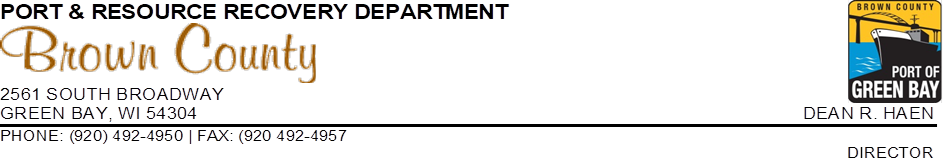 PORT & RESOURCE RECOVERY DEPARTMENT
Brown County
BROWN COUNTY
PORT OF
GREEN BAY
2561 SOUTH BROADWAY
GREEN BAY, WI 54304
DEAN R. HAEN
PHONE: (920) 492-4950 | FAX: (920 492-4957
DIRECTOR